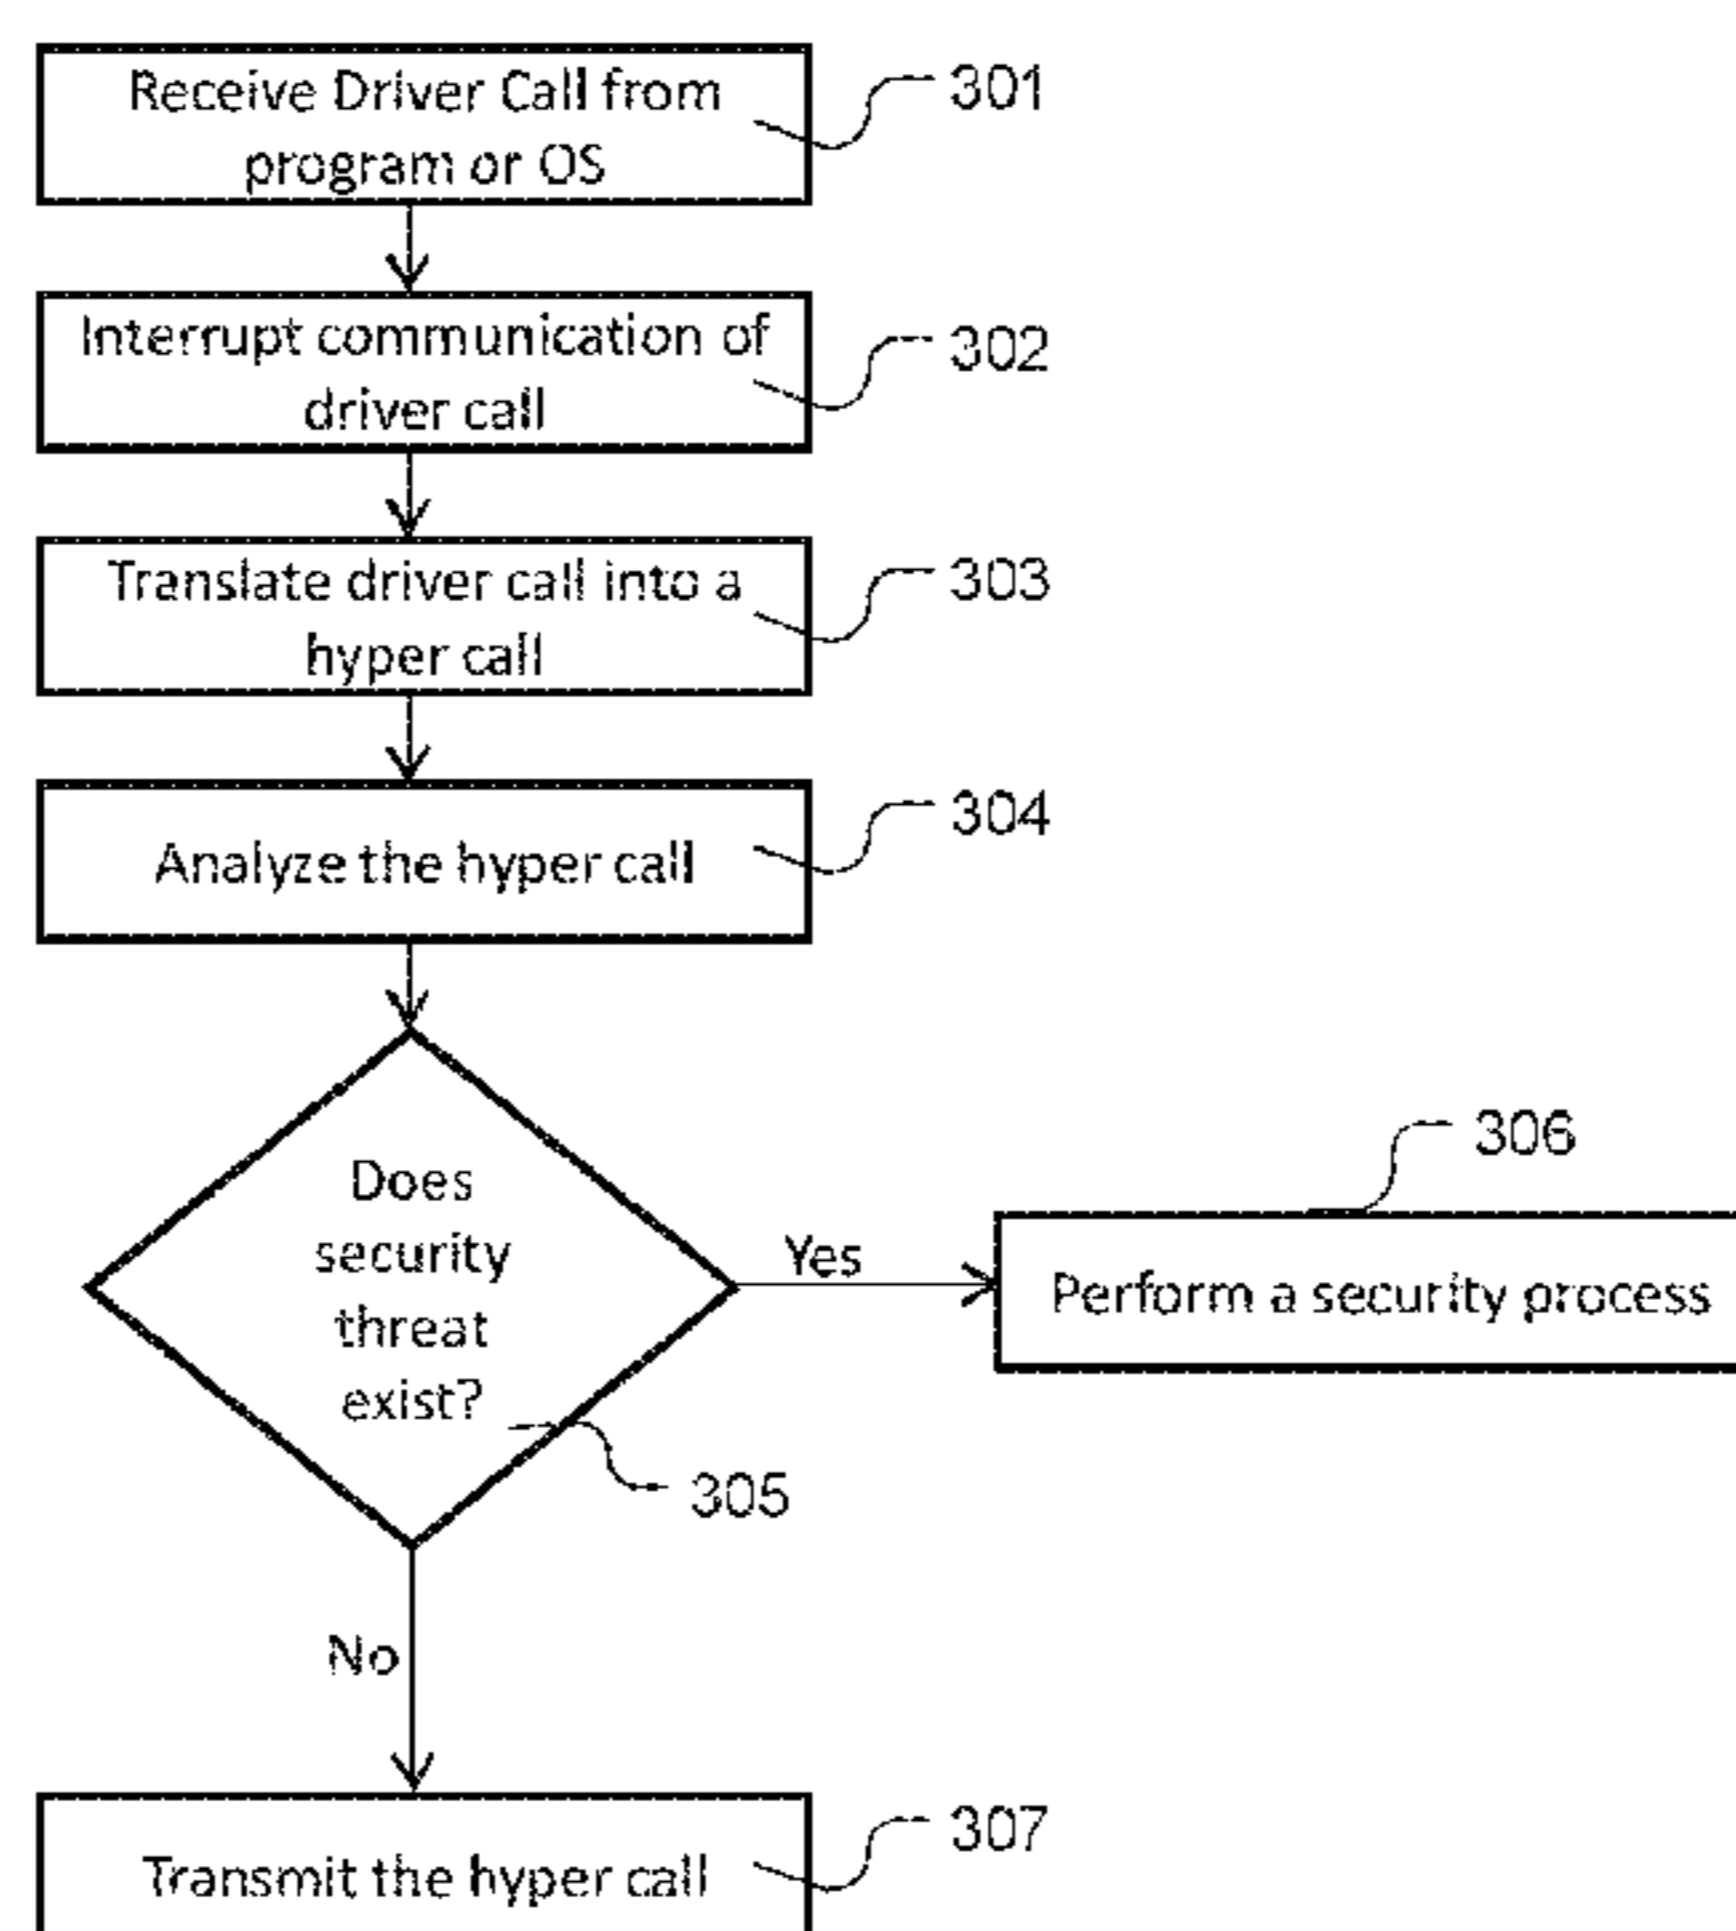 Receive Driver Call from
program or OS
301
Interrupt communication of
driver call
302
Translate driver call into a
hyper call
303
Analyze the hyper call
304
Does
security
threat
exist?
305
Yes
306
Perform a security process
No
Transmit the hyper call
307